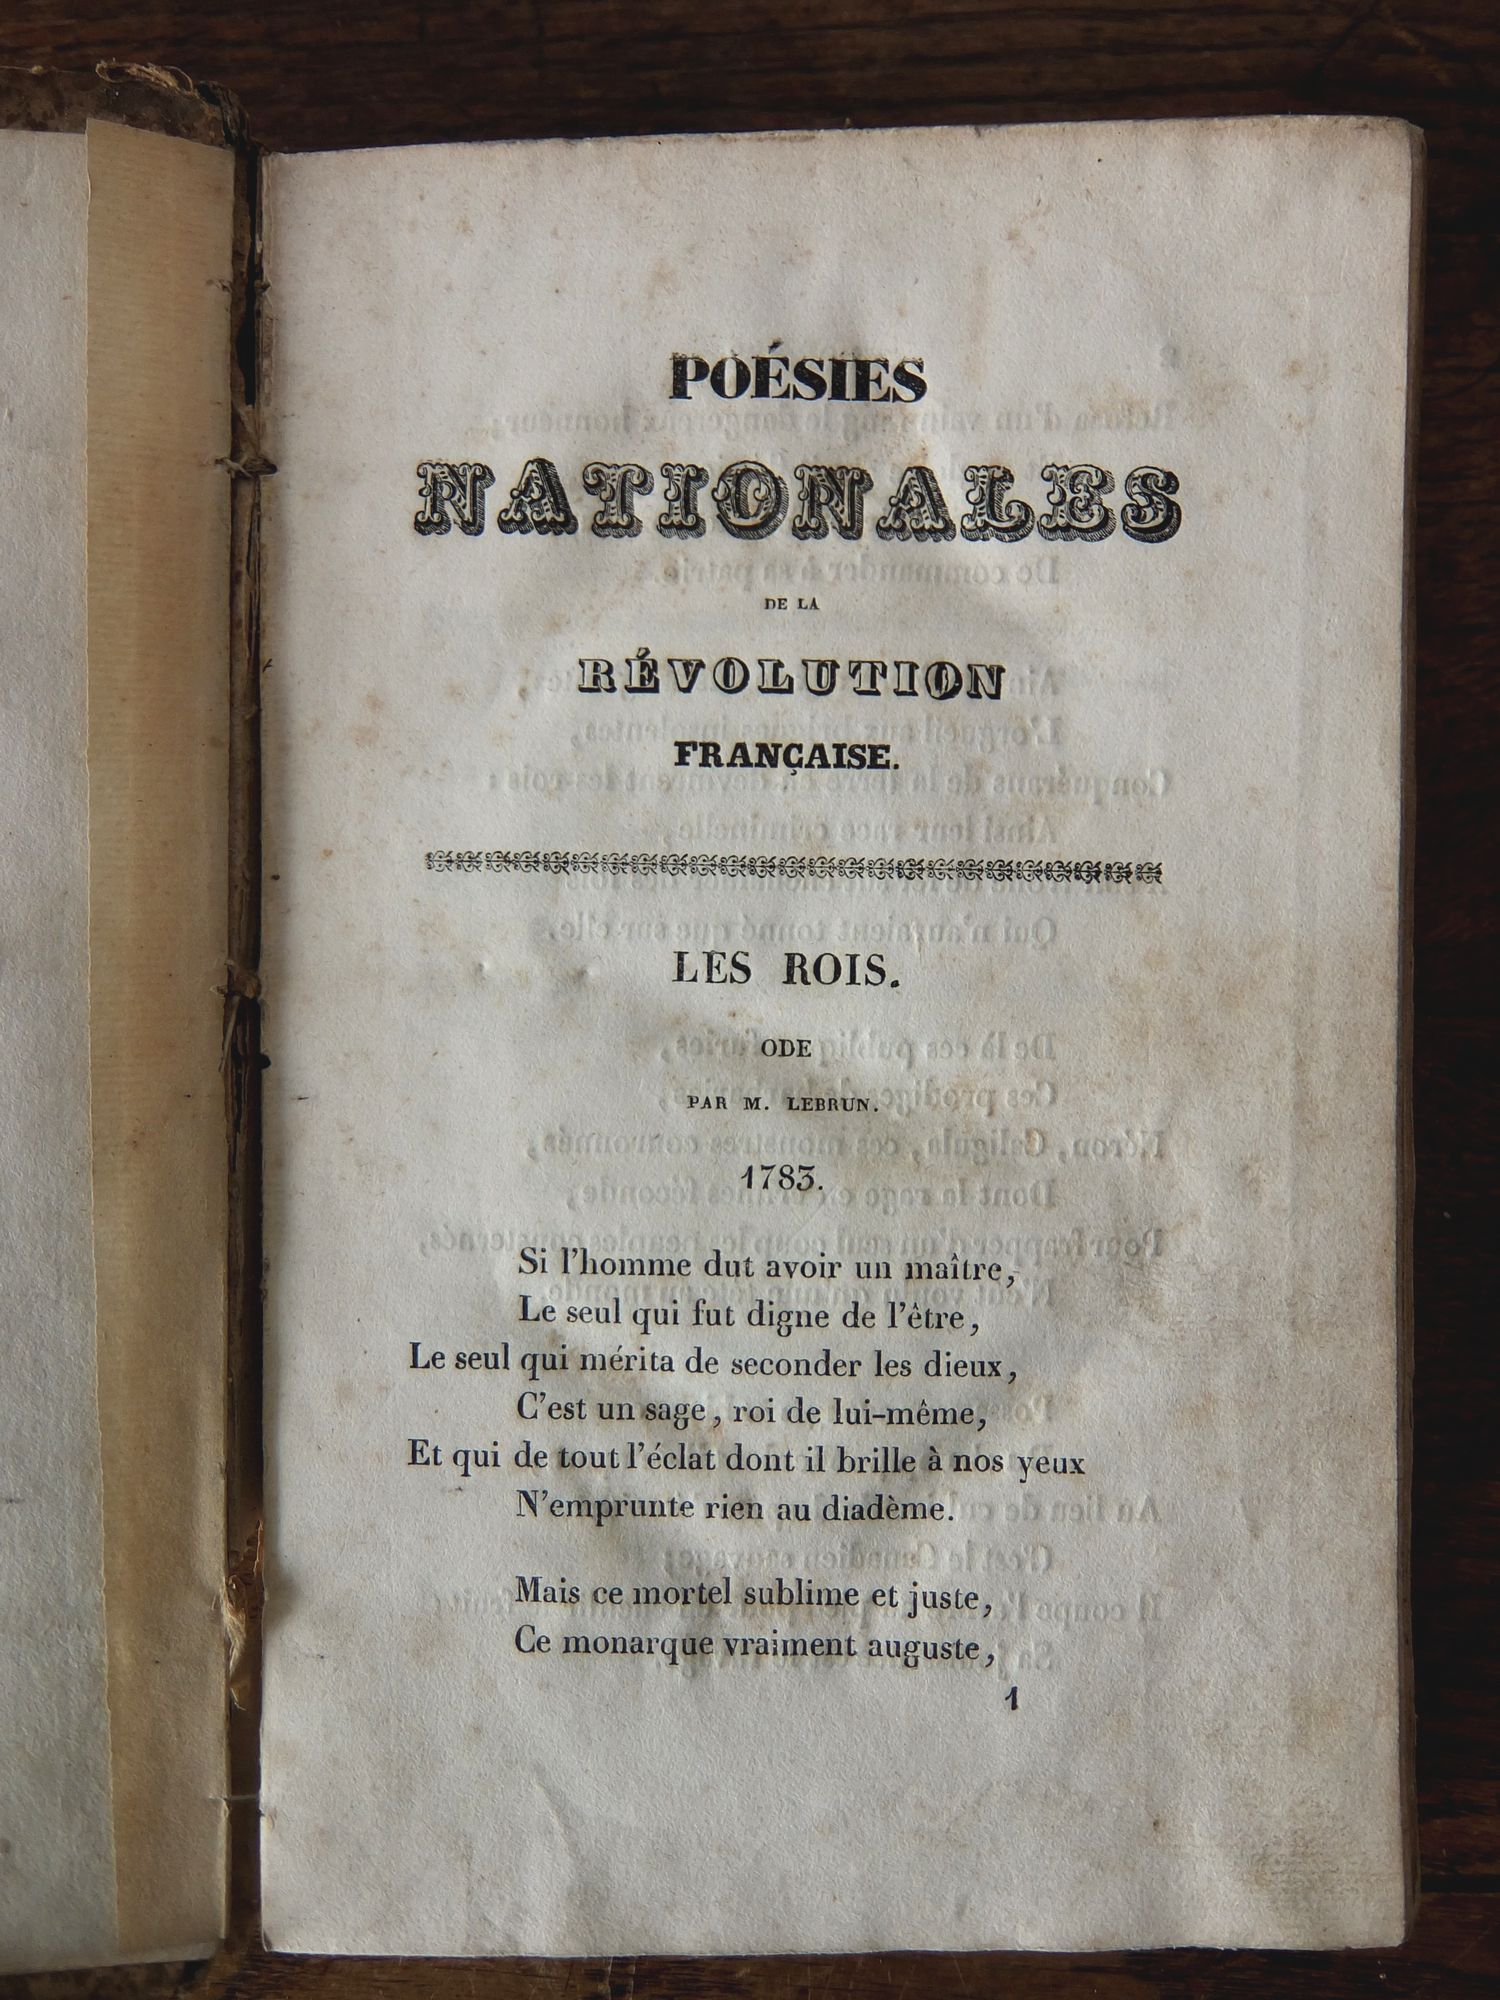 POÉSIES
NATIONALES
DE LA
RÉVOLUTION
FRANÇAISE.
LES ROIS.
ODE
PAR M. LEBRUN.
1783.
Si l'homme dut avoir un maître,
Le seul qui fut digne de l'être,
Le seul qui mérita de seconder les dieux,
C'est un sage, roi de lui-même,
Et qui de tout l'éclat dont il brille à nos yeux
N'emprunte rien au diadème.
Mais ce mortel sublime et juste,
Ce monarque vraiment auguste,
1